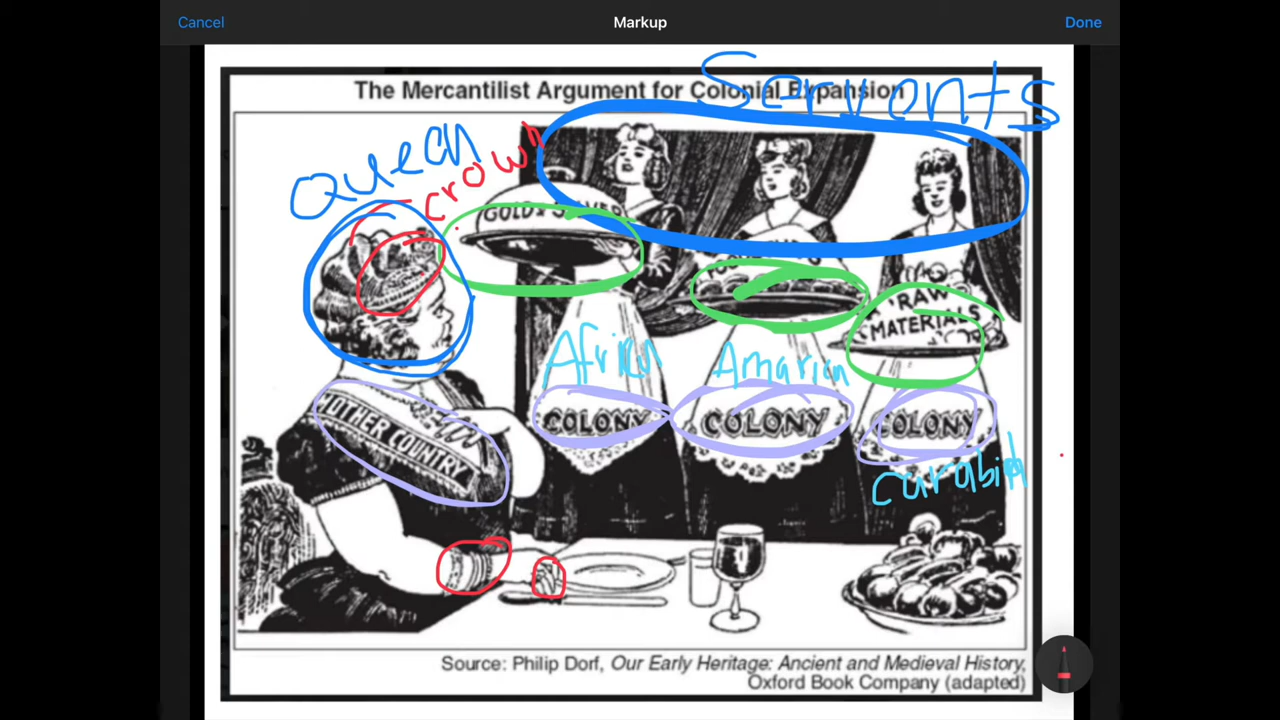 Cancel
Markup
Done
Servents
The Mercantilist Argument for Colonial Expansion
Queen
crown
GOLD & SILVER
RAW
MATERIALS
African
Amarican
COLONY
COLONY
COLONY
MOTHER COUNTRY
Source: Philip Dorf, Our Early Heritage: Ancient and Medieval History,
Oxford Book Company (adapted)